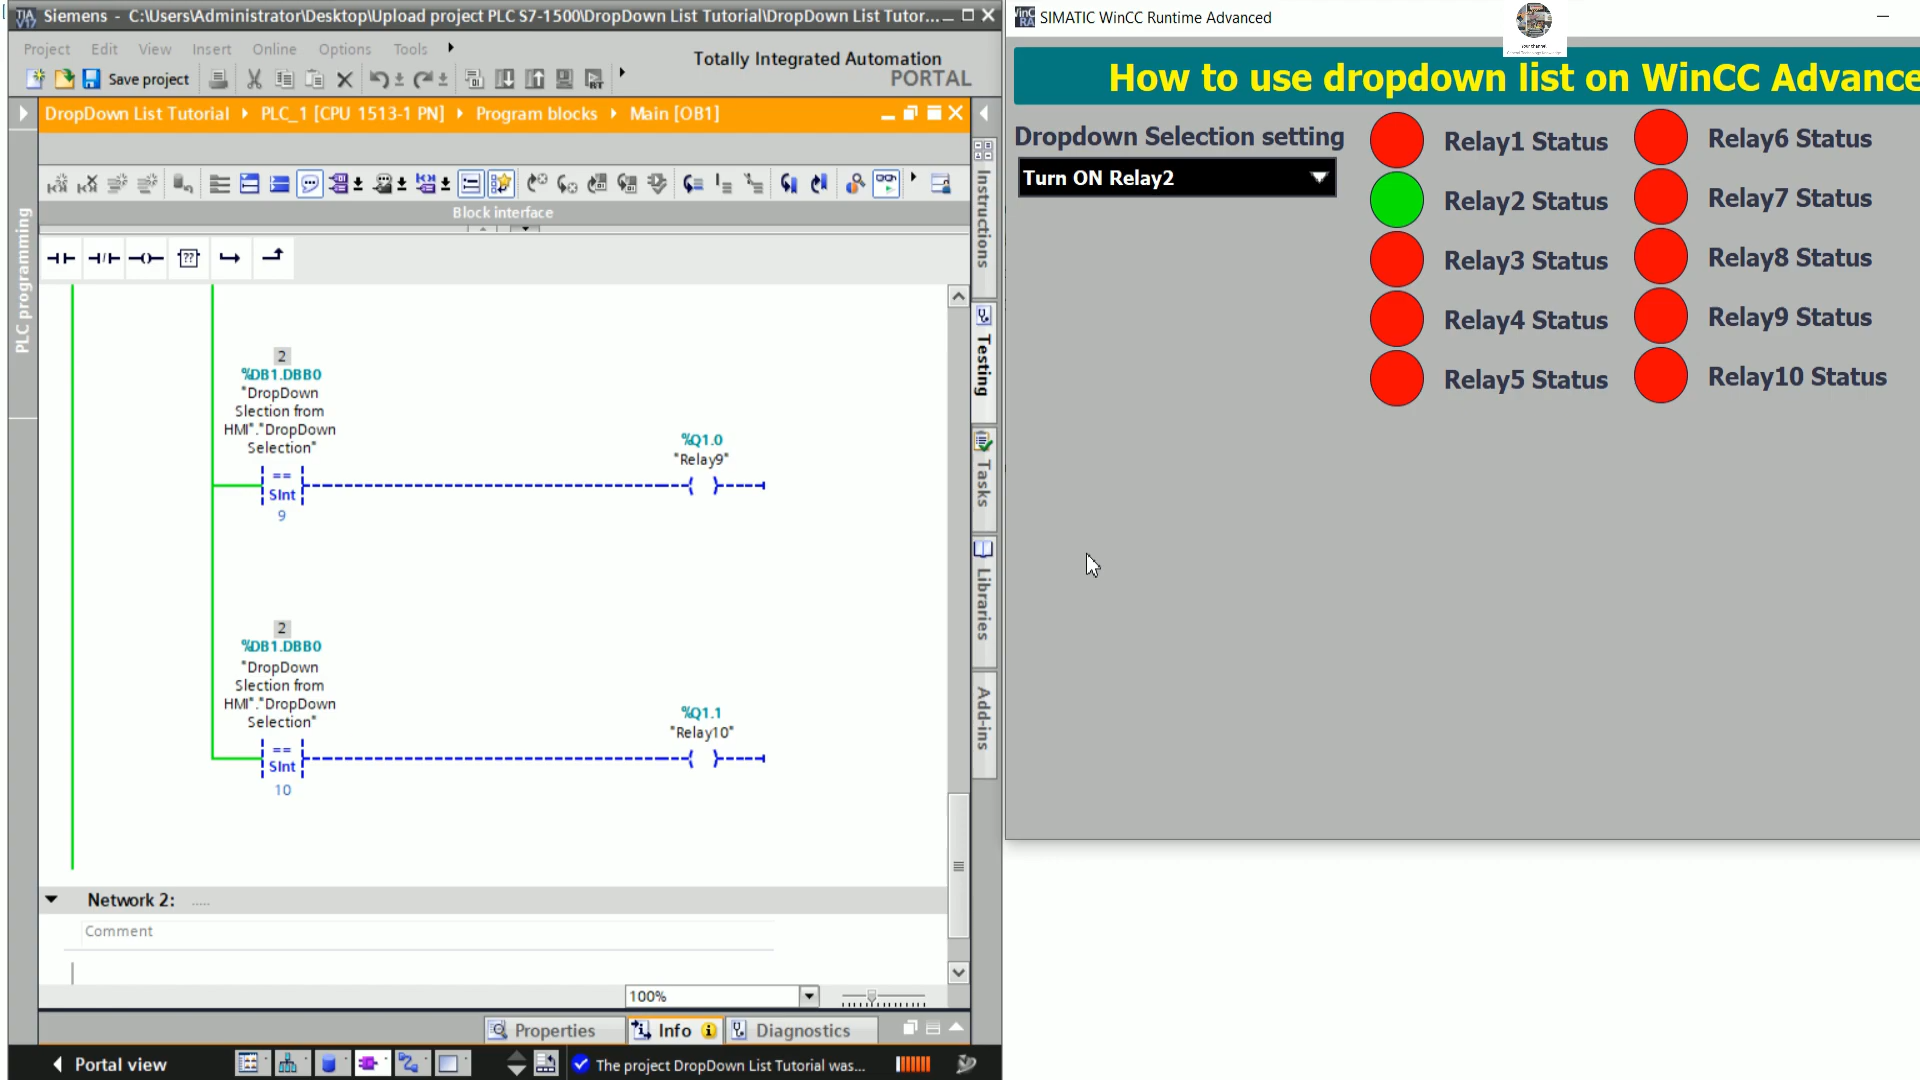 Siemens - C:\Users\Administrator\Desktop\Upload project PLC S7-1500\DropDown List Tutorial\DropDown List Tutor...
Project Edit View Insert Online Options Tools
Totally Integrated Automation
PORTAL
Save project
DropDown List Tutorial PLC_1 [CPU 1513-1 PN] Program blocks Main [OB1]
Block interface
PLC programming
??
2
%DB1.DBB0
"DropDown
Slection from
HMI"."DropDown
Selection"
==
SInt
9
%Q1.0
"Relay9"
2
%DB1.DBB0
"DropDown
Slection from
HMI"."DropDown
Selection"
==
SInt
10
%Q1.1
"Relay10"
Network 2: .....
Comment
100%
Properties
Info
Diagnostics
Portal view
The project DropDown List Tutorial was...
Instructions
Testing
Tasks
Libraries
Add-ins
SIMATIC WinCC Runtime Advanced
Your channel
How to use dropdown list on WinCC Advance
Dropdown Selection setting
Turn ON Relay2
Relay1 Status
Relay2 Status
Relay3 Status
Relay4 Status
Relay5 Status
Relay6 Status
Relay7 Status
Relay8 Status
Relay9 Status
Relay10 Status